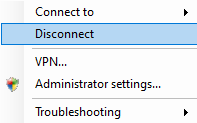 Connect to
Disconnect
VPN...
Administrator settings...
Troubleshooting